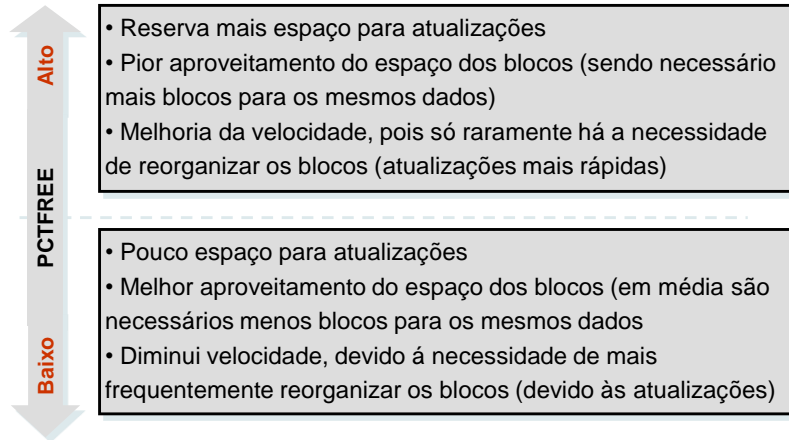 Alto
PCTFREE
Baixo
• Reserva mais espaço para atualizações
• Pior aproveitamento do espaço dos blocos (sendo necessário
mais blocos para os mesmos dados)
• Melhoria da velocidade, pois só raramente há a necessidade
de reorganizar os blocos (atualizações mais rápidas)
• Pouco espaço para atualizações
• Melhor aproveitamento do espaço dos blocos (em média são
necessários menos blocos para os mesmos dados
• Diminui velocidade, devido á necessidade de mais
frequentemente reorganizar os blocos (devido às atualizações)